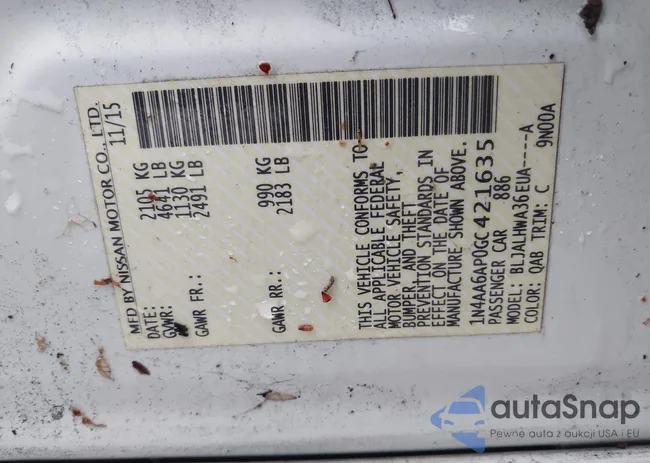 MFD BY NISSAN MOTOR CO., LTD.
DATE: 11/15
GVWR: 2105 KG
4641 LB
GAWR FR.: 1130 KG
2491 LB
GAWR RR.: 990 KG
2183 LB
THIS VEHICLE CONFORMS TO
ALL APPLICABLE FEDERAL
MOTOR VEHICLE SAFETY,
BUMPER, AND THEFT
PREVENTION STANDARDS IN
EFFECT ON THE DATE OF
MANUFACTURE SHOWN ABOVE.
1N4AA6AP0GC421635
PASSENGER CAR 886
MODEL: BLJALHWA36EUA-----A
COLOR: QAB TRIM: C 9N00A
autaSnap
Pewne auta z aukcji USA i EU